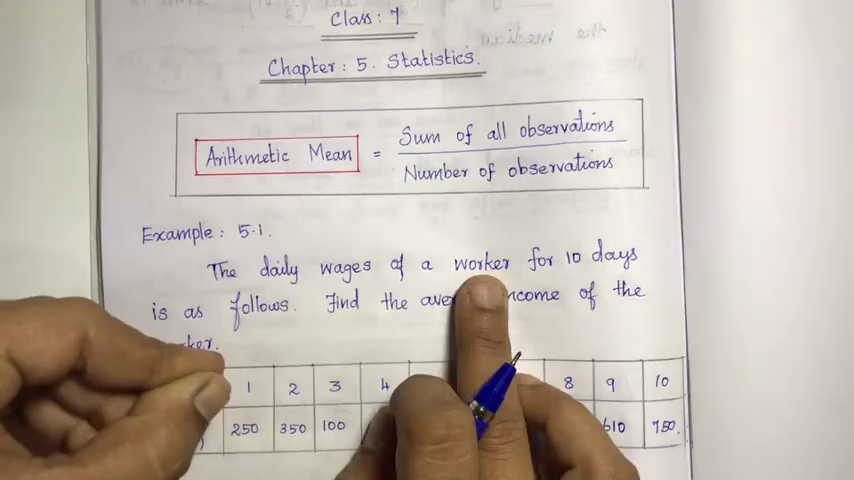 Class: 7
Chapter: 5. Statistics.
Arithmetic Mean = Sum of all observations
Number of observations
Example: 5.1.
The daily wages of a worker for 10 days
is as follows. Find the income of the
1 2 3 4 8 9 10
250 350 100 610 750.